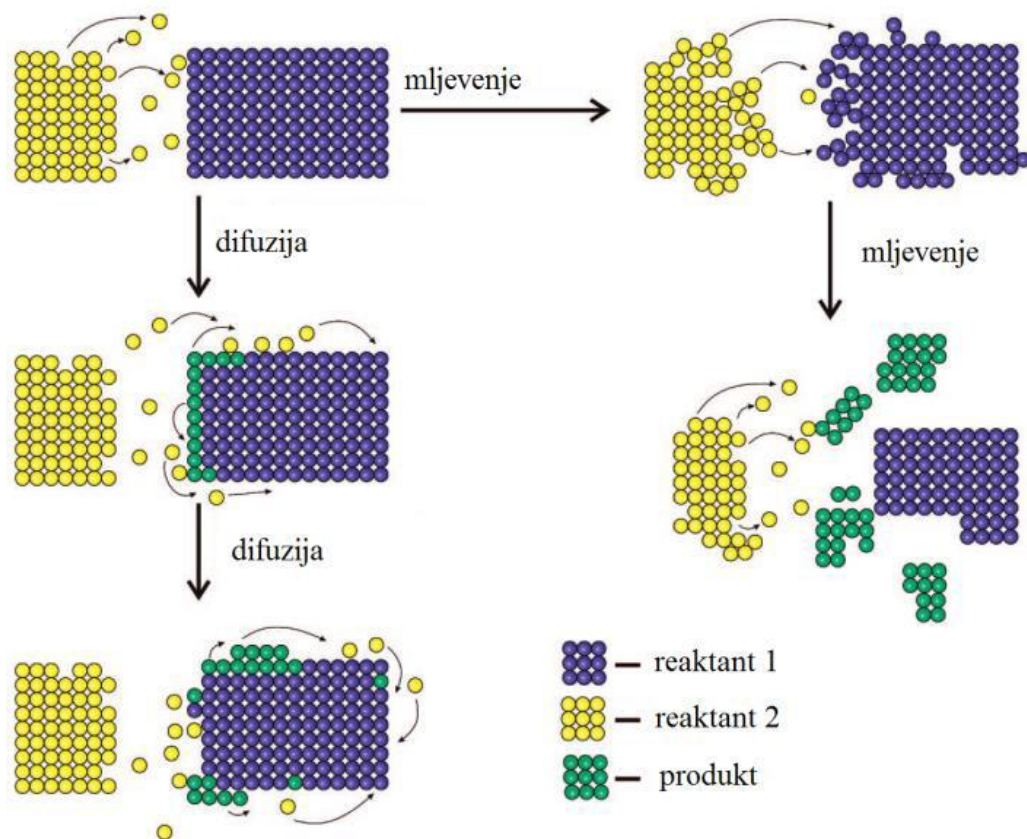 mljevenje
difuzija
mljevenje
difuzija
reaktant 1
reaktant 2
produkt